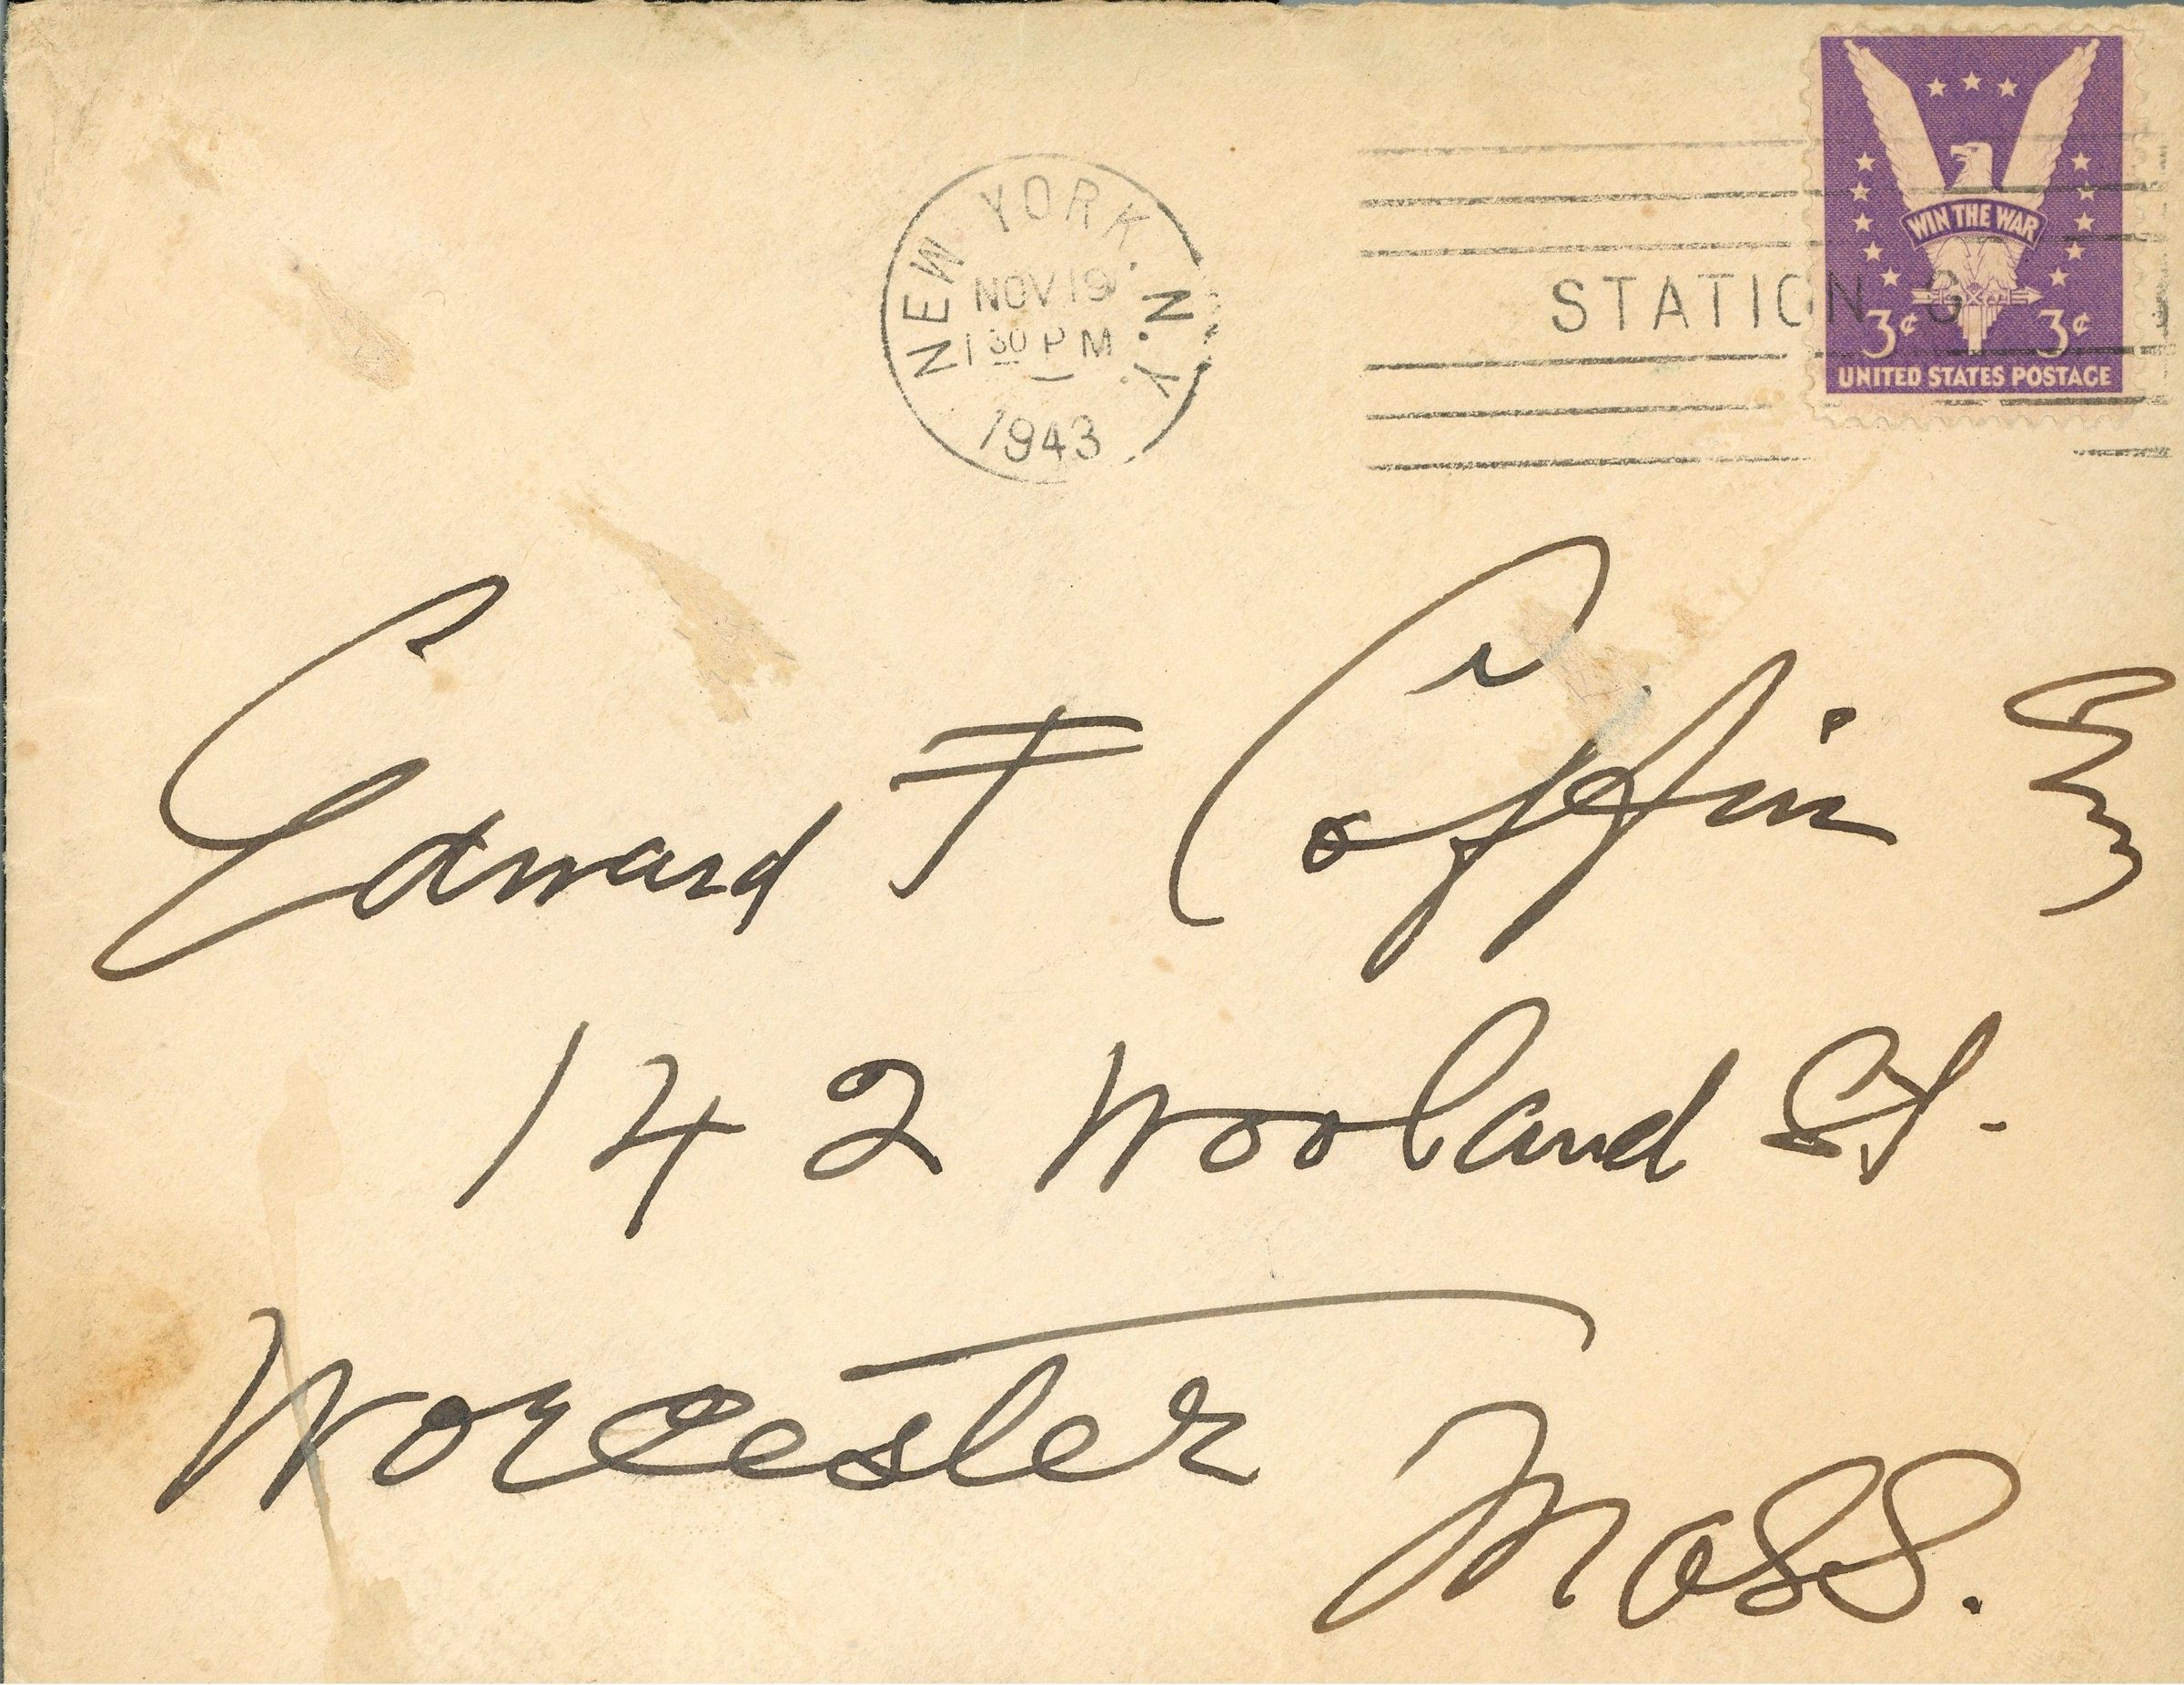 NEW YORK, N.Y.
NOV 19
1 30 PM
1943
STATION
WIN THE WAR
3¢ 3¢
UNITED STATES POSTAGE
Edward F Coffin Esq
142 Wooland St.
Worcester
Mass.